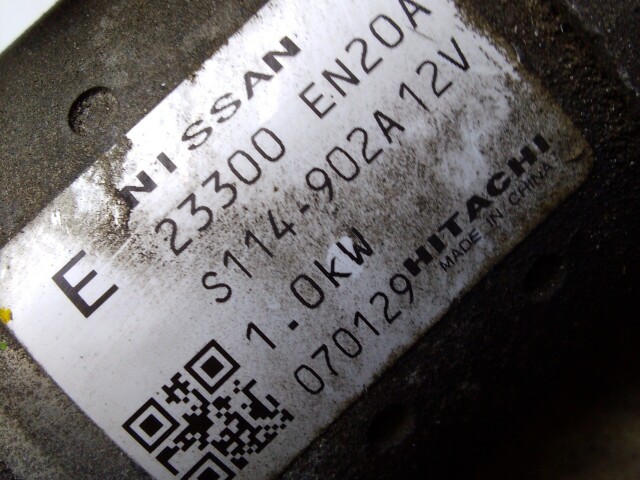 NISSAN
E 23300 EN20A
S114-902A 12V
1.0kW
070129 HITACHI
MADE IN CHINA